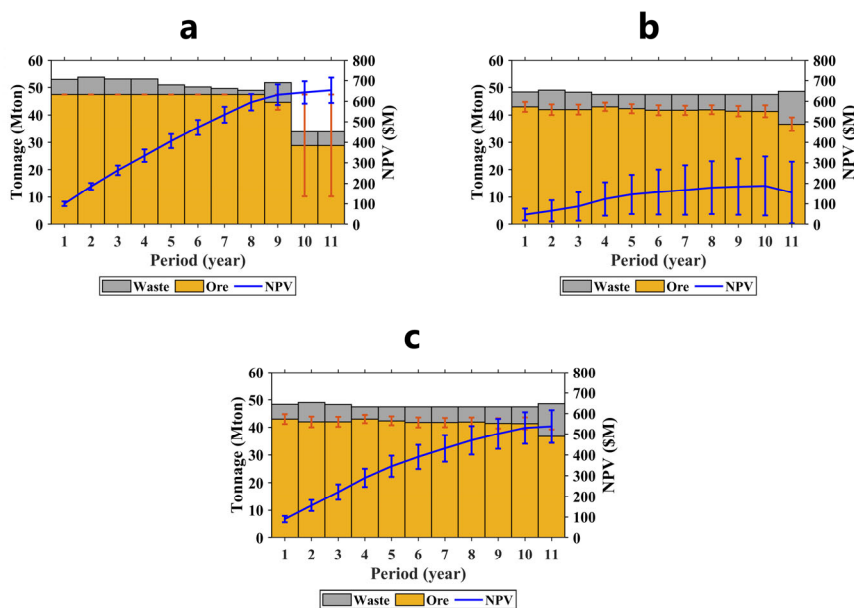 a
b
60 800
50 700
40 600
30 500
20 400
10 300
0 200
100
0
Tonnage (Mton)
NPV ($M)
1 2 3 4 5 6 7 8 9 10 11
Period (year)
Waste Ore NPV
60 800
50 700
40 600
30 500
20 400
10 300
0 200
100
0
Tonnage (Mton)
NPV ($M)
1 2 3 4 5 6 7 8 9 10 11
Period (year)
Waste Ore NPV
c
60 800
50 700
40 600
30 500
20 400
10 300
0 200
100
0
Tonnage (Mton)
NPV ($M)
1 2 3 4 5 6 7 8 9 10 11
Period (year)
Waste Ore NPV